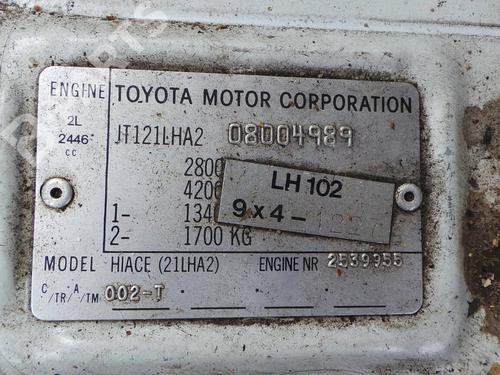 ENGINE
2L
2446
CC
TOYOTA MOTOR CORPORATION
JT121LHA2 08004989
2800
4200
1- 1340
2- 1700 KG
LH 102
9 x 4 -
MODEL HIACE (21LHA2) ENGINE NR 2539955
C/TR/A/TM 002-T